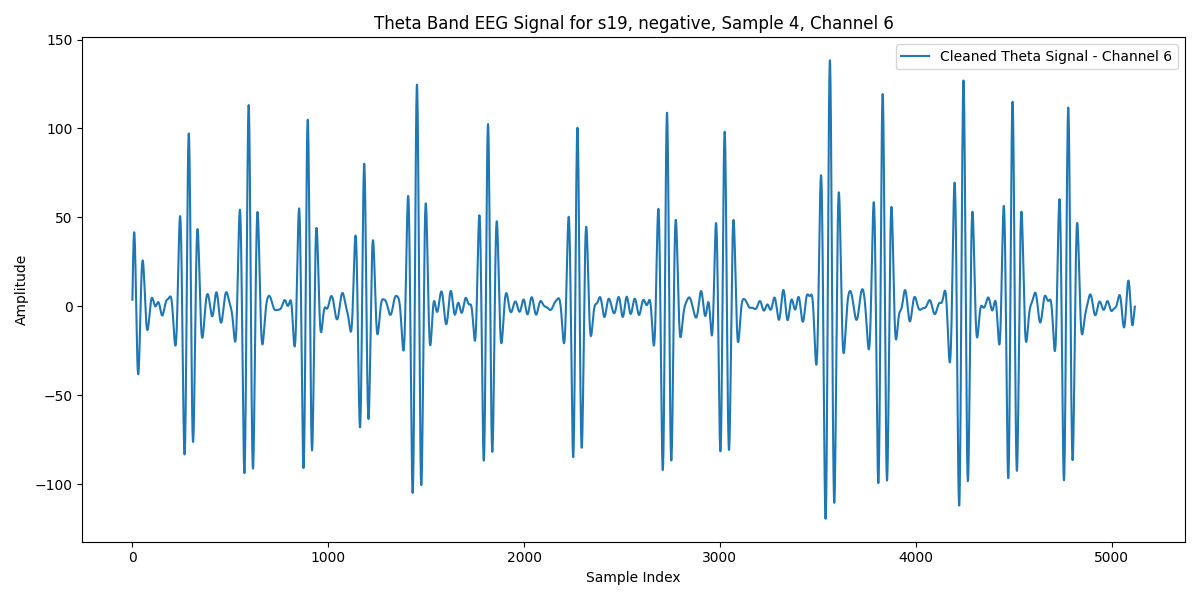 Theta Band EEG Signal for s19, negative, Sample 4, Channel 6
Cleaned Theta Signal - Channel 6
150
100
50
0
−50
−100
Amplitude
0 1000 2000 3000 4000 5000
Sample Index